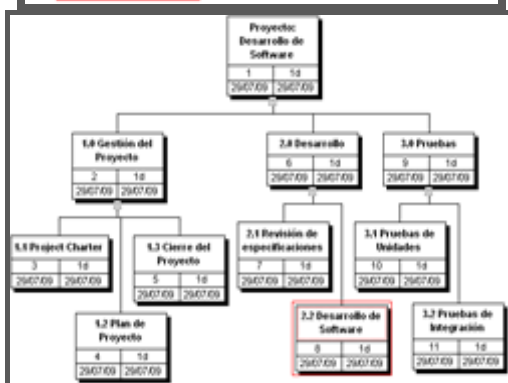 Proyecto:
Desarrollo de
Software
1 1d
29/07/09 29/07/09
1.0 Gestión del
Proyecto
2 1d
29/07/09 29/07/09
2.0 Desarrollo
6 1d
29/07/09 29/07/09
3.0 Pruebas
9 1d
29/07/09 29/07/09
1.1 Project Charter
3 1d
29/07/09 29/07/09
1.3 Cierre del
Proyecto
5 1d
29/07/09 29/07/09
2.1 Revisión de
especificaciones
7 1d
29/07/09 29/07/09
3.1 Pruebas de
Unidades
10 1d
29/07/09 29/07/09
1.2 Plan de
Proyecto
4 1d
29/07/09 29/07/09
2.2 Desarrollo de
Software
8 1d
29/07/09 29/07/09
3.2 Pruebas de
Integración
11 1d
29/07/09 29/07/09